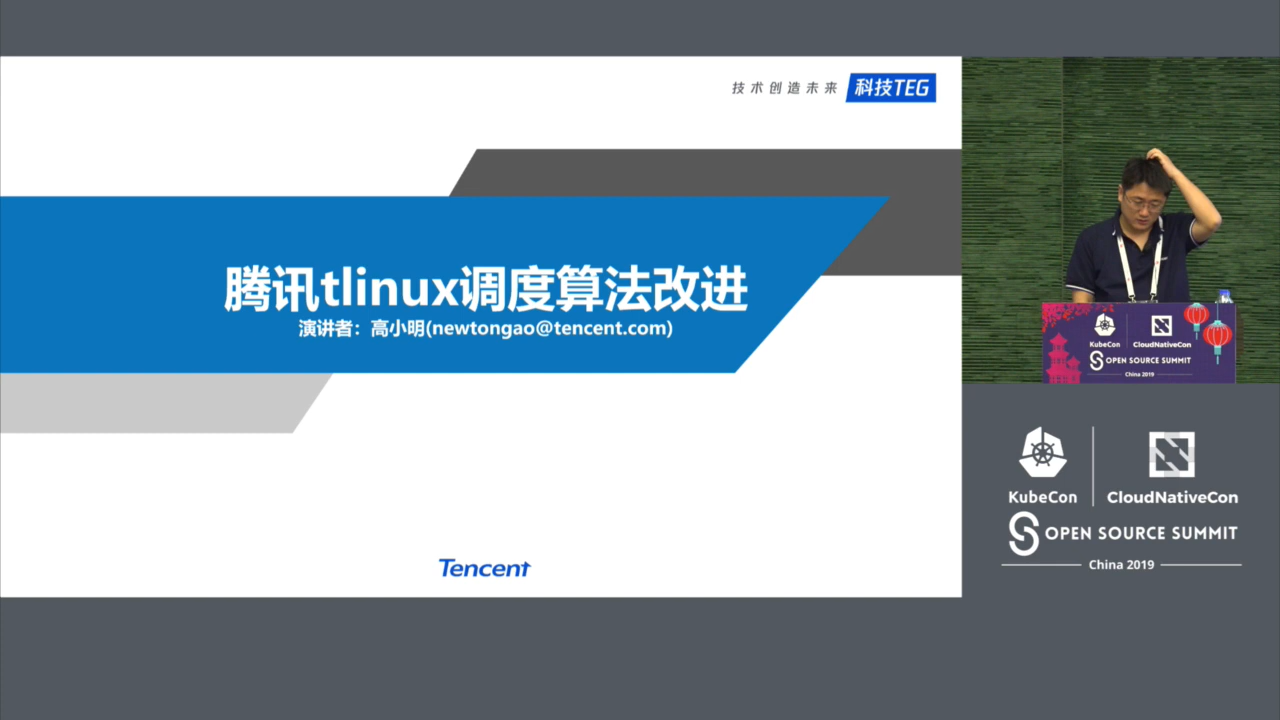 技术创造未来 科技TEG
腾讯tlinux调度算法改进
演讲者：高小明(newtongao@tencent.com)
Tencent
KubeCon CloudNativeCon
OPEN SOURCE SUMMIT
China 2019
KubeCon CloudNativeCon
OPEN SOURCE SUMMIT
China 2019